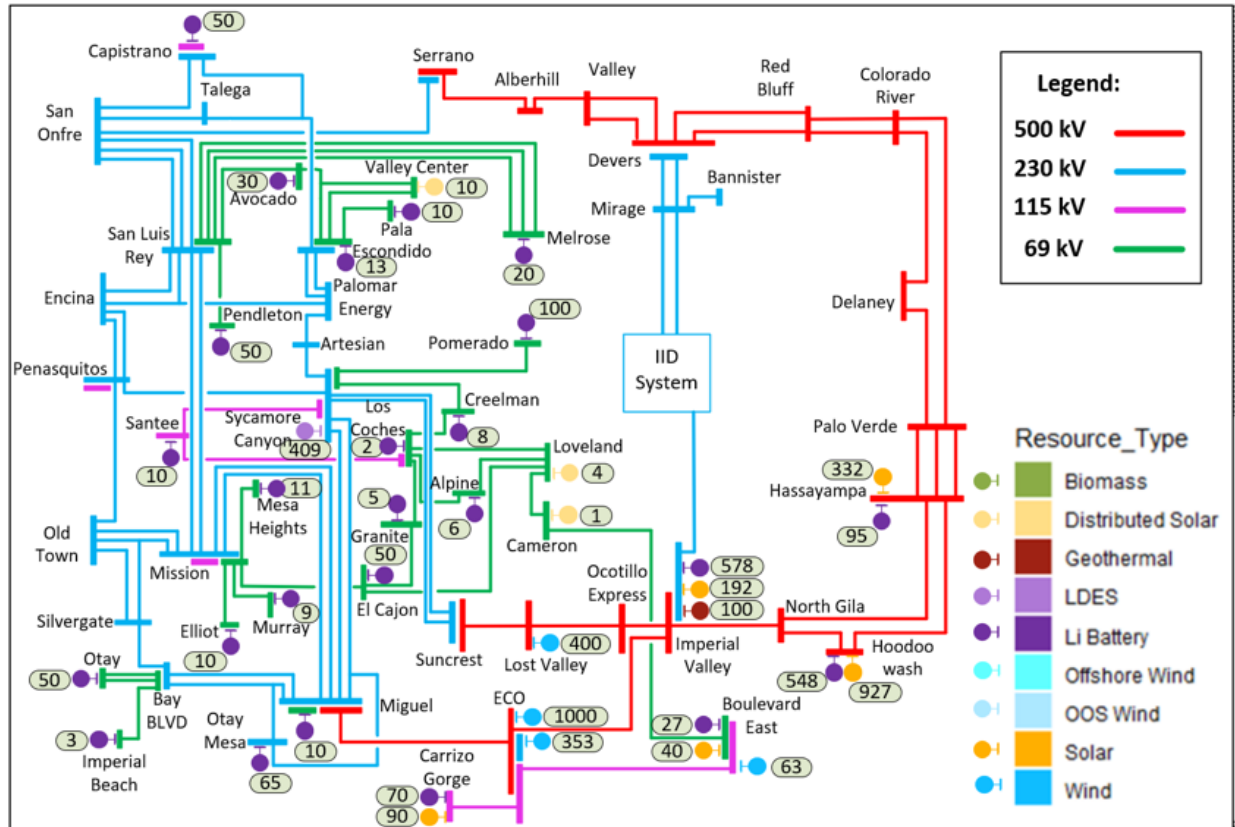 50
Capistrano
Serrano
Valley
Alberhill
Red
Bluff
Colorado
River
Legend:
500 kV
230 kV
115 kV
69 kV
Talega
San
Onfre
Devers
Valley Center
30
10
Avocado
Bannister
Mirage
10
Pala
San Luis
Rey
Melrose
Escondido
13
20
Palomar
Energy
Encina
Delaney
Pendleton
100
50
Artesian
Pomerado
IID
System
Penasquitos
Creelman
Santee
Sycamore
Canyon
Los
Coches
2
8
Loveland
Palo Verde
409
4
332
Hassayampa
10
11
Mesa
Heights
5
Alpine
6
95
Old
Town
Granite
50
1
Cameron
Mission
578
192
100
Ocotillo
Express
El Cajon
North Gila
Silvergate
Elliot
Murray
9
10
Suncrest
400
Lost Valley
Imperial
Valley
Hoodoo
wash
548
927
Otay
50
Bay
BLVD
Miguel
ECO
1000
Boulevard
East
27
Otay
Mesa
10
353
40
3
Imperial
Beach
65
Carrizo
Gorge
63
70
90
Resource_Type
Biomass
Distributed Solar
Geothermal
LDES
Li Battery
Offshore Wind
OOS Wind
Solar
Wind